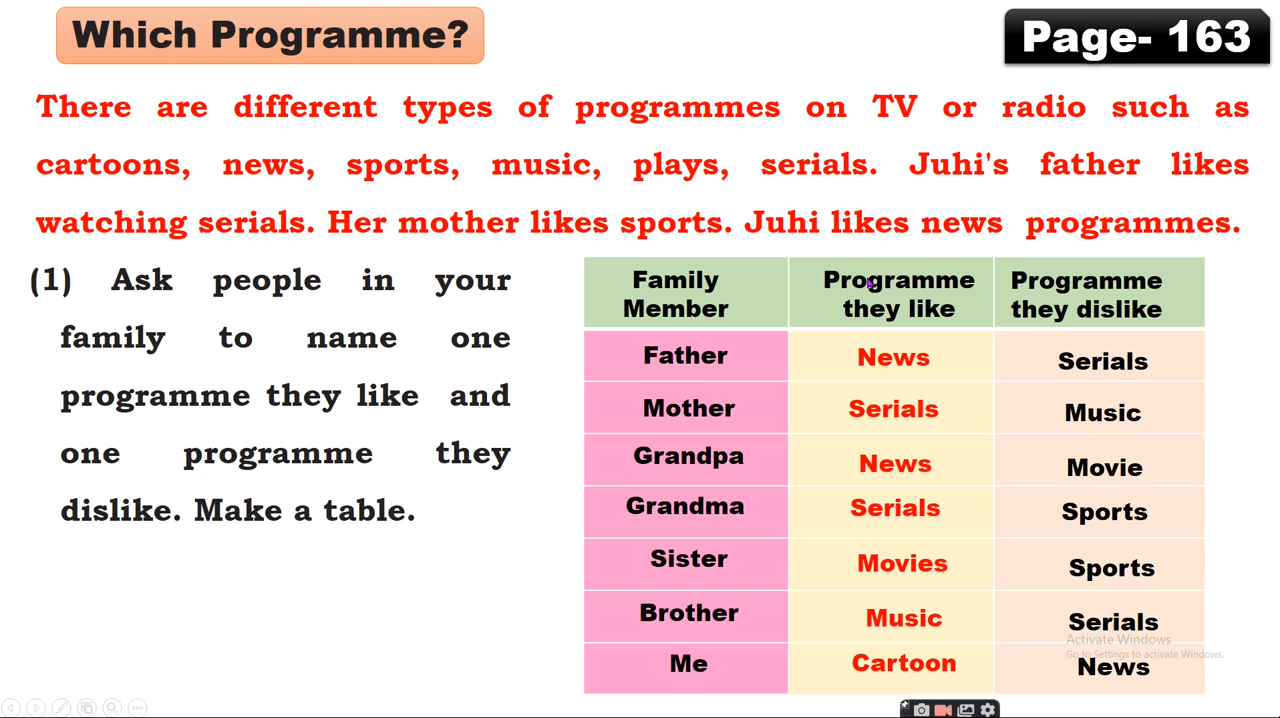 Which Programme?
Page- 163
There are different types of programmes on TV or radio such as
cartoons, news, sports, music, plays, serials. Juhi's father likes
watching serials. Her mother likes sports. Juhi likes news programmes.
(1) Ask people in your
family to name one
programme they like and
one programme they
dislike. Make a table.
Family Member Programme they like Programme they dislike
Father News Serials
Mother Serials Music
Grandpa News Movie
Grandma Serials Sports
Sister Movies Sports
Brother Music Serials
Me Cartoon News
Activate Windows
Go to Settings to activate Windows.